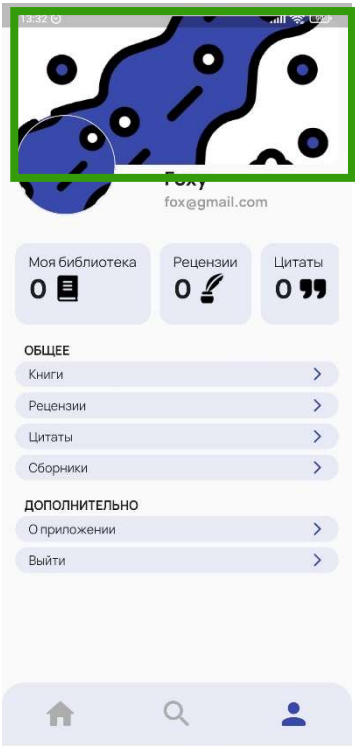 13:32
Foxy
fox@gmail.com
Моя библиотека
0
Рецензии
0
Цитаты
0
ОБЩЕЕ
Книги
Рецензии
Цитаты
Сборники
ДОПОЛНИТЕЛЬНО
О приложении
Выйти